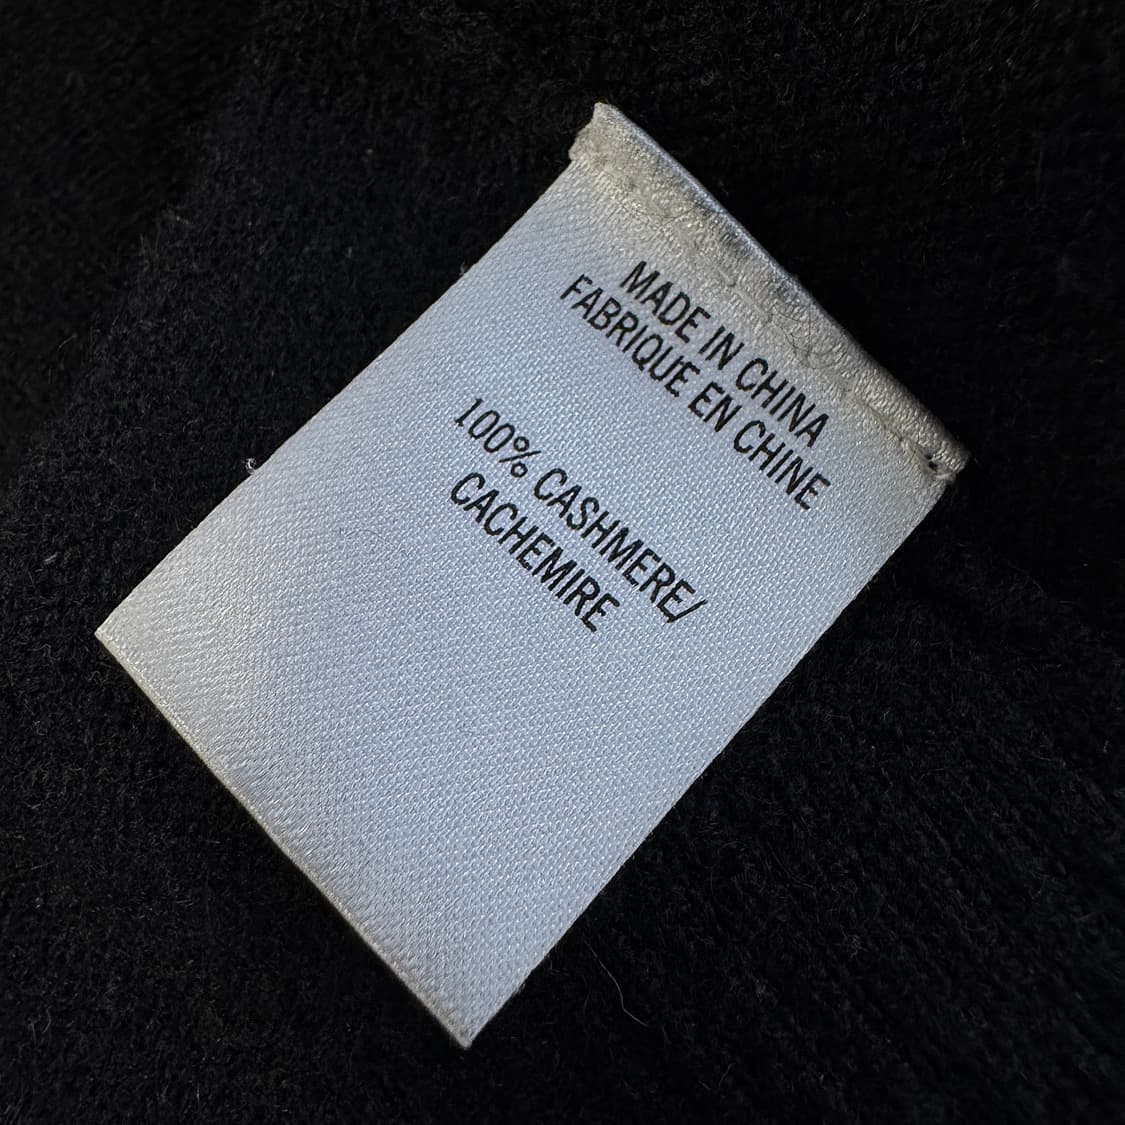 MADE IN CHINA
FABRIQUE EN CHINE
100% CASHMERE/
CACHEMIRE